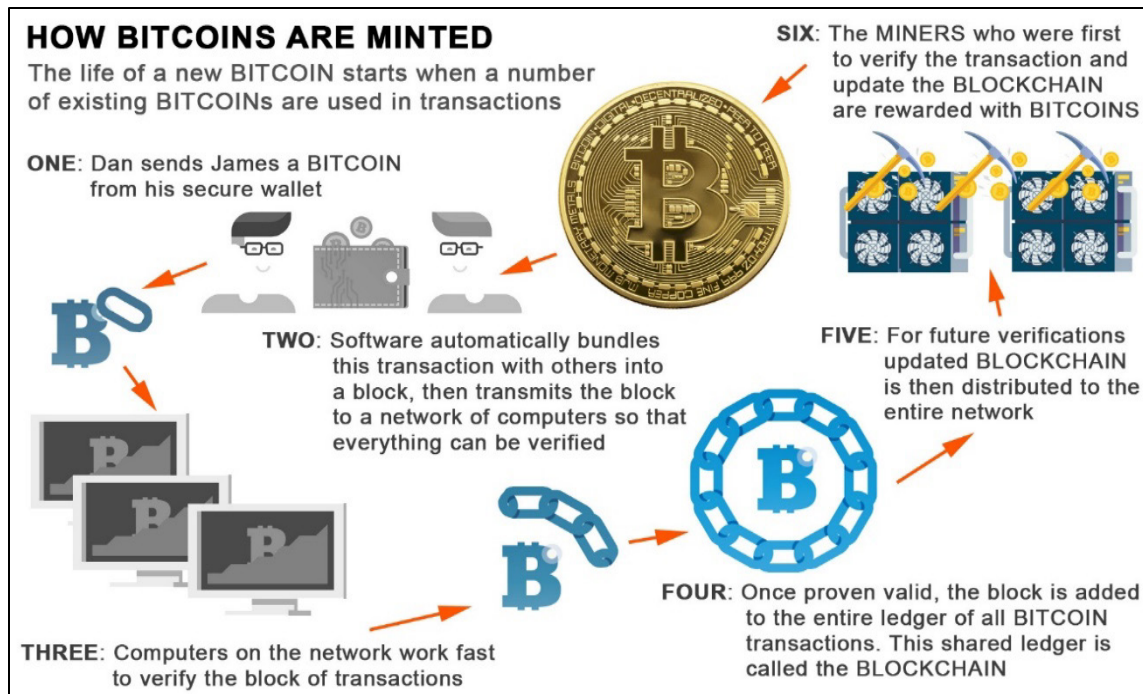 HOW BITCOINS ARE MINTED
The life of a new BITCOIN starts when a number
of existing BITCOINs are used in transactions
ONE: Dan sends James a BITCOIN
from his secure wallet
TWO: Software automatically bundles
this transaction with others into
a block, then transmits the block
to a network of computers so that
everything can be verified
THREE: Computers on the network work fast
to verify the block of transactions
FOUR: Once proven valid, the block is added
to the entire ledger of all BITCOIN
transactions. This shared ledger is
called the BLOCKCHAIN
FIVE: For future verifications
updated BLOCKCHAIN
is then distributed to the
entire network
SIX: The MINERS who were first
to verify the transaction and
update the BLOCKCHAIN
are rewarded with BITCOINS
BITCOIN · DIGITAL · DECENTRALIZED · PEER TO PEER